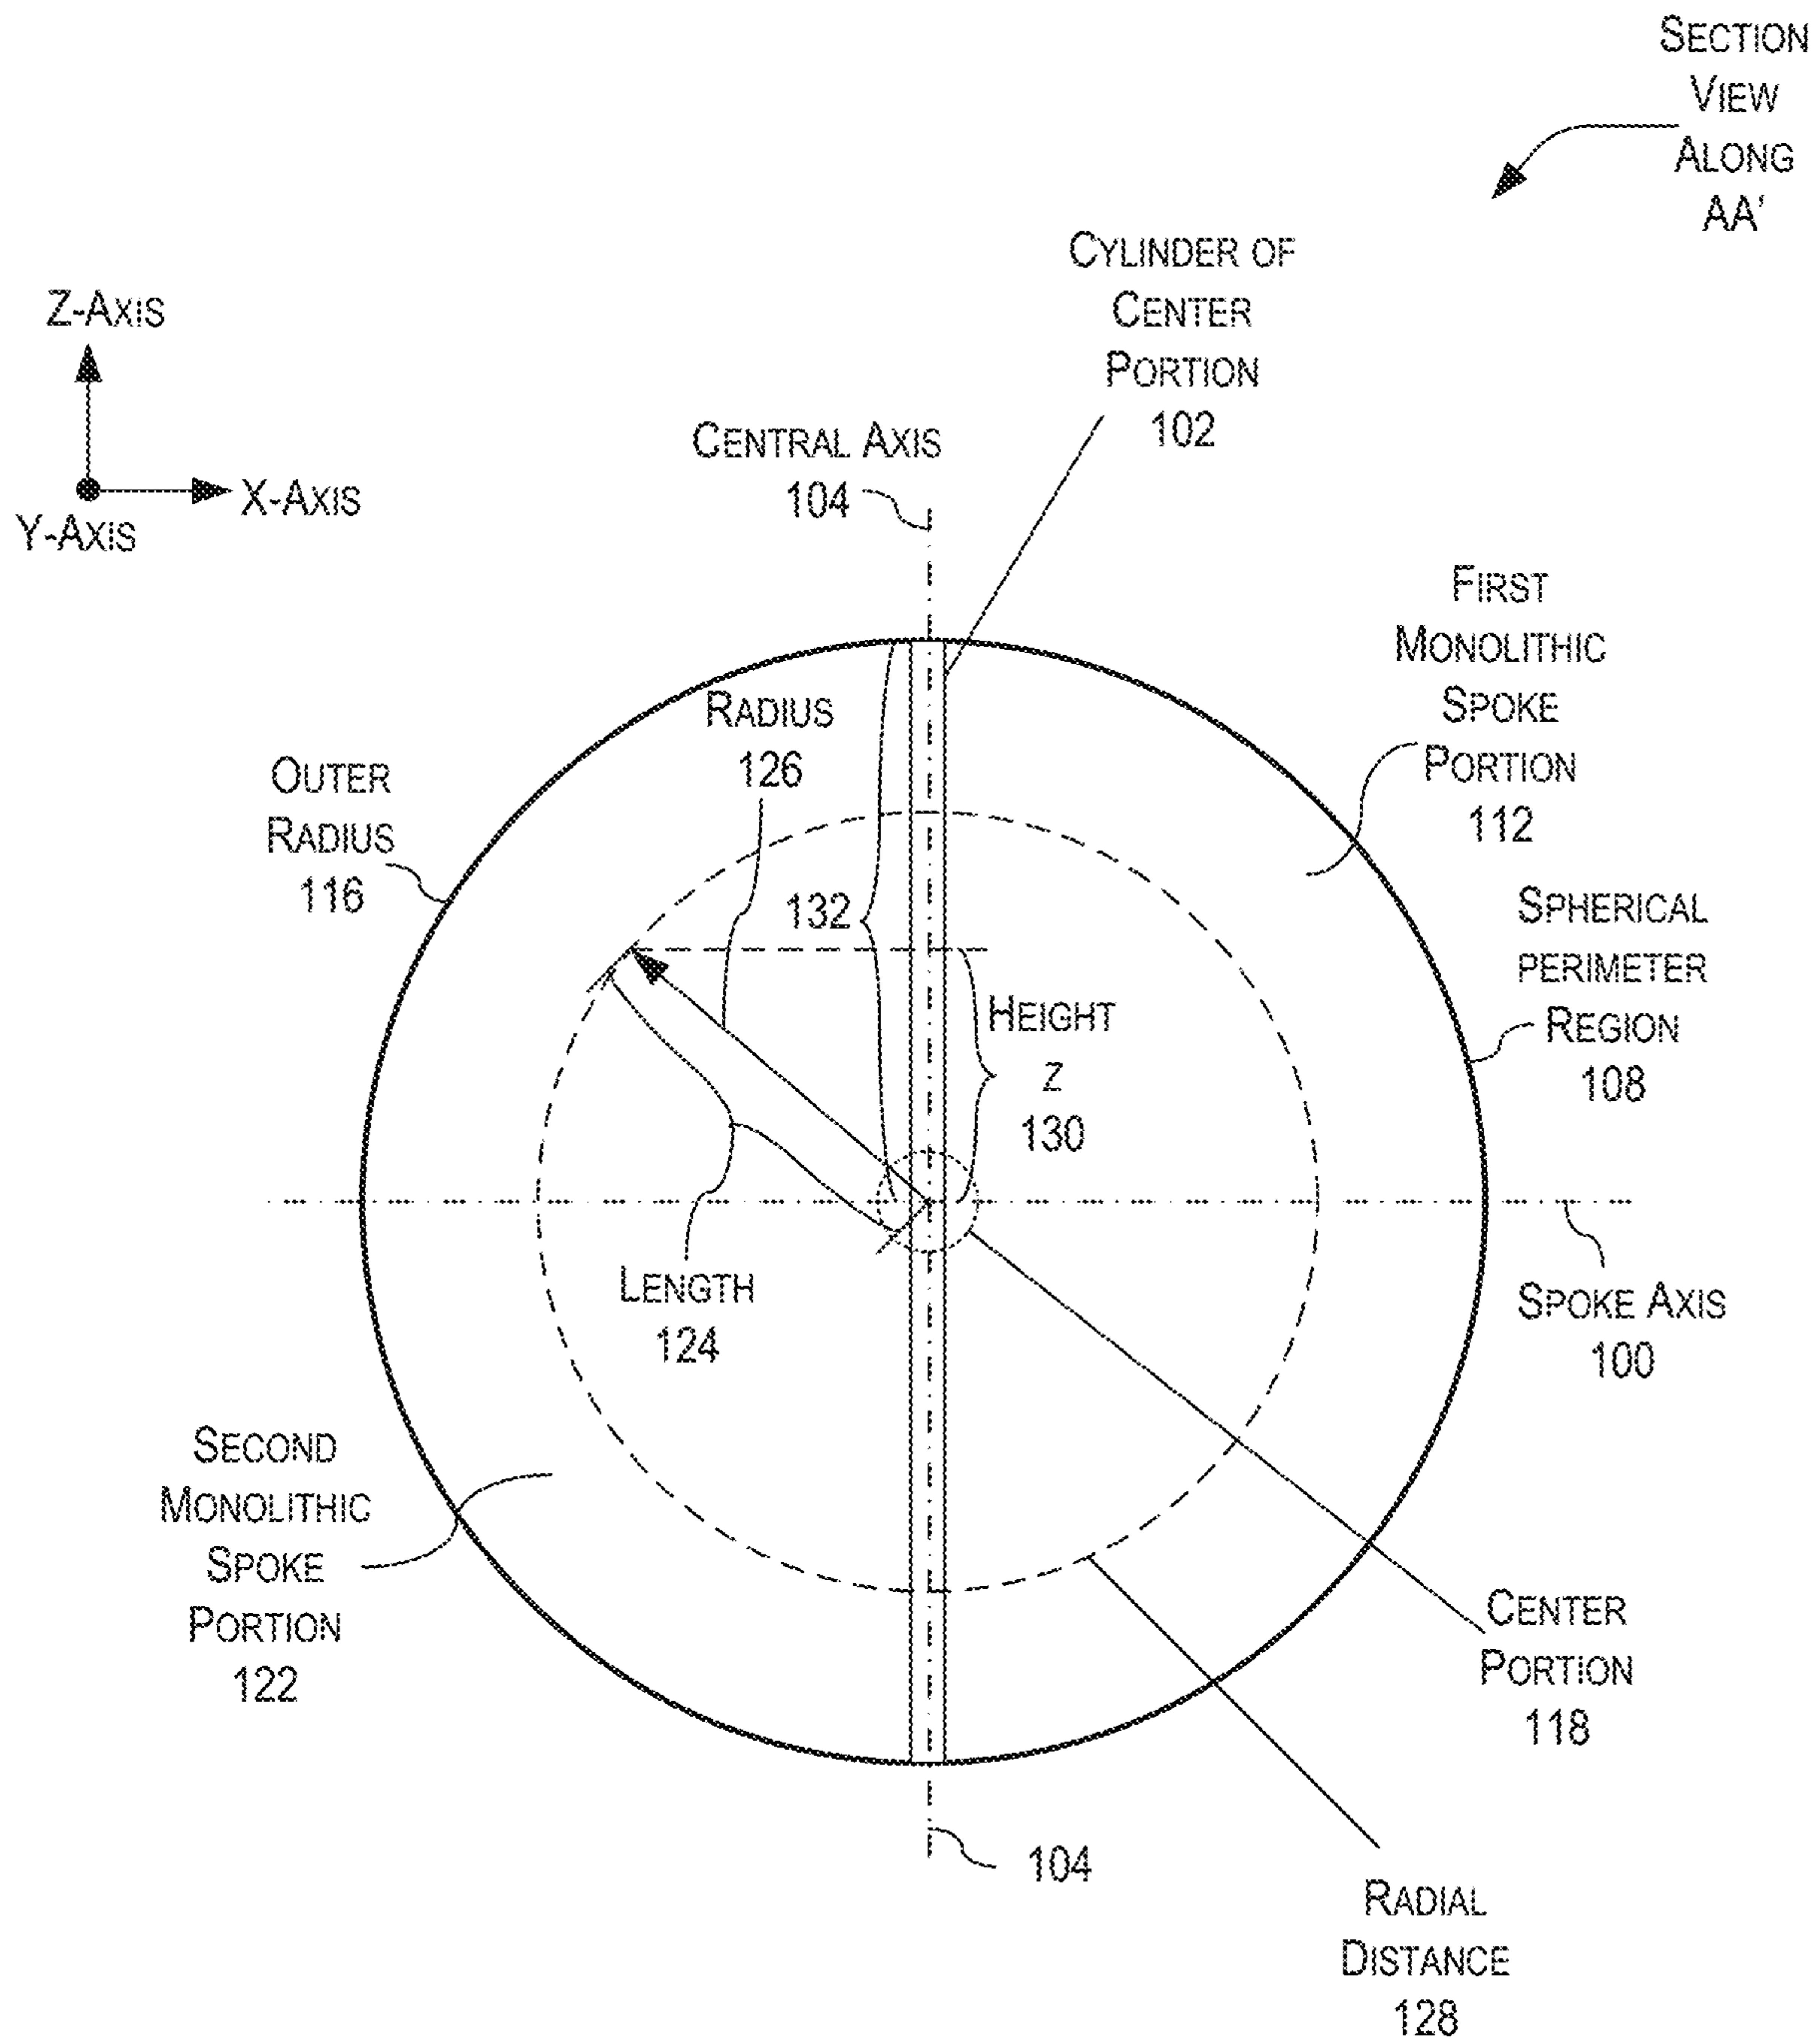 SECTION
VIEW
ALONG
AA'
CYLINDER OF
CENTER
PORTION
102
Z-AXIS
X-AXIS
Y-AXIS
CENTRAL AXIS
104
FIRST
MONOLITHIC
SPOKE
PORTION
112
RADIUS
126
OUTER
RADIUS
116
132
SPHERICAL
PERIMETER
REGION
108
HEIGHT
Z
130
LENGTH
124
SPOKE AXIS
100
SECOND
MONOLITHIC
SPOKE
PORTION
122
CENTER
PORTION
118
104
RADIAL
DISTANCE
128